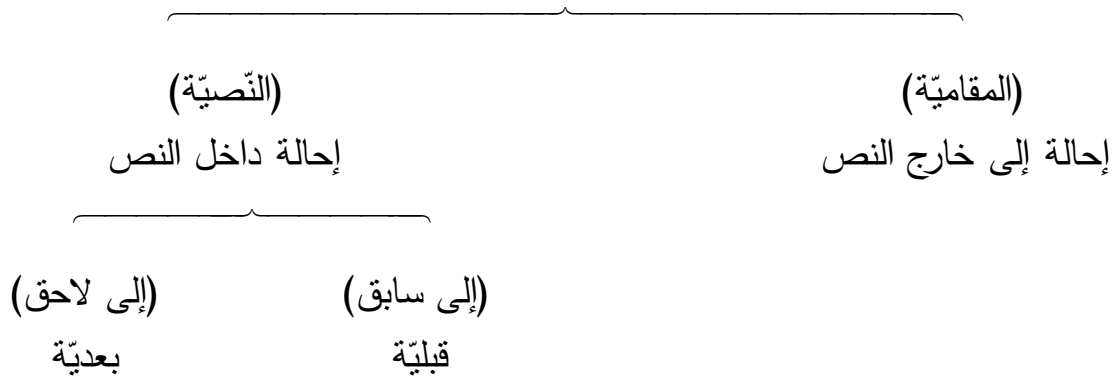 (المقاميّة) (النّصيّة)
إحالة إلى خارج النص إحالة داخل النص
(إلى سابق) (إلى لاحق)
قبليّة بعديّة